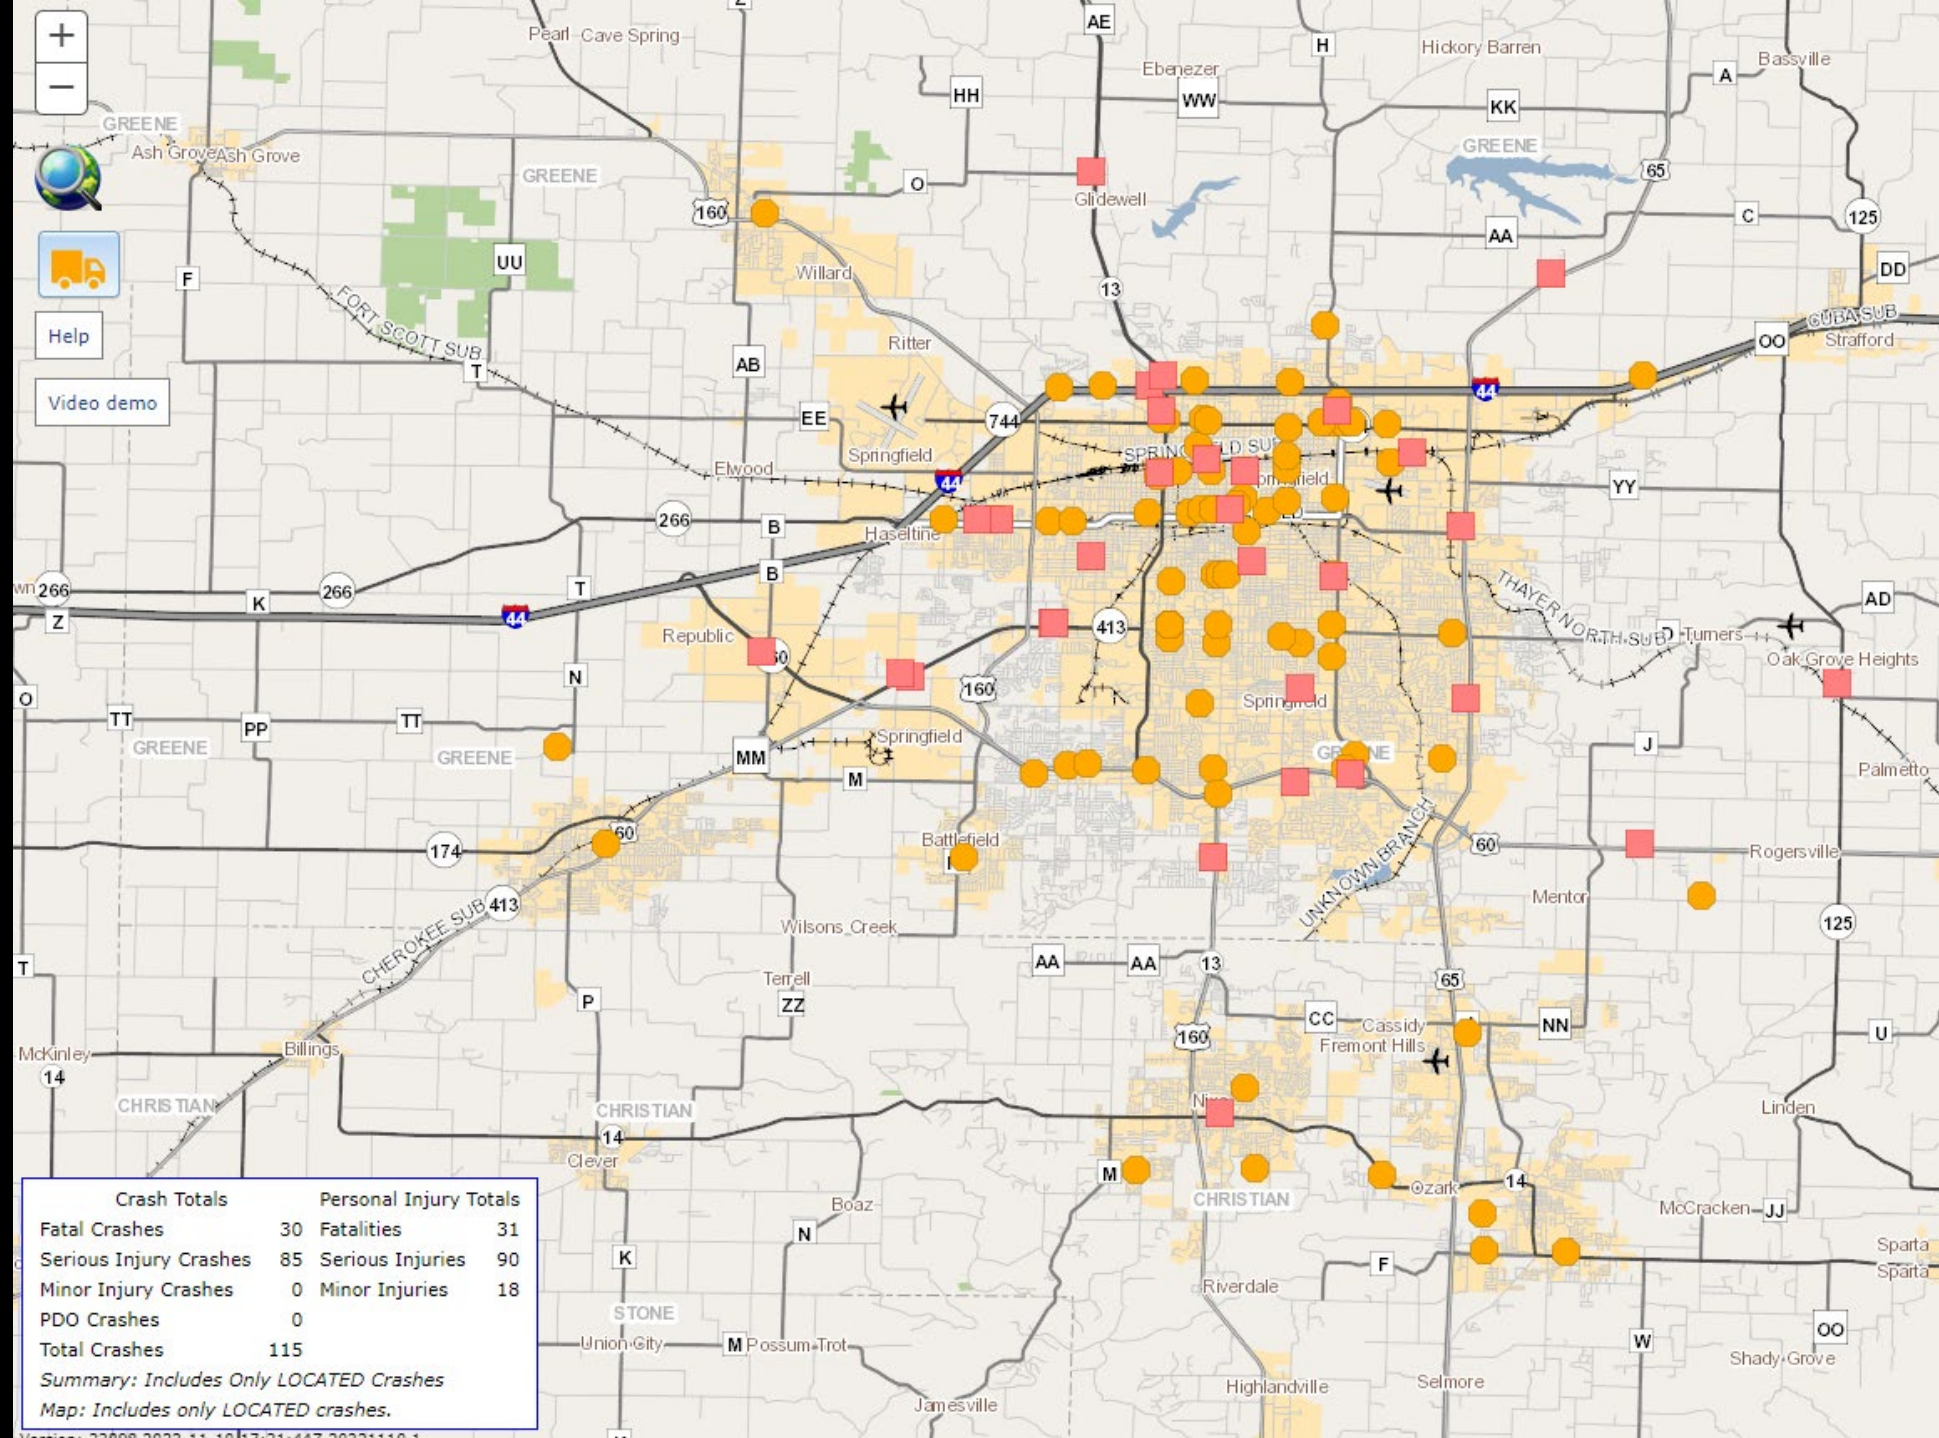 Pearl
Cave Spring
AE
H
Hickory Barren
Bassville
A
Ebenezer
WW
HH
KK
GREENE
GREENE
Ash Grove
Ash Grove
GREENE
65
160
O
Glidewell
C
125
AA
UU
F
Willard
DD
Help
FORT SCOTT SUB
13
CUBA SUB
Ritter
OO
Strafford
T
AB
Video demo
44
EE
744
Springfield
SPRINGFIELD SUB
Elwood
44
YY
266
B
Haseltine
B
266
266
K
T
44
Z
THAYER NORTH SUB
AD
Republic
413
D
Turners
Oak Grove Heights
N
160
O
Springfield
TT
PP
TT
GREENE
GREENE
Springfield
MM
M
J
Palmetto
60
Battlefield
174
60
Rogersville
413
CHEROKEE SUB
UNKNOWN BRANCH
Mentor
125
Wilsons Creek
T
AA
AA
13
65
Terrell
P
ZZ
CC
Cassidy
NN
U
160
Fremont Hills
McKinley
Billings
14
CHRISTIAN
CHRISTIAN
Linden
14
Clever
M
CHRISTIAN
Ozark
14
Boaz
McCracken
JJ
N
K
F
Sparta
Sparta
Riverdale
STONE
Union City
M
Possum Trot
W
OO
Shady Grove
Highlandville
Selmore
Jamesville
Crash Totals Personal Injury Totals
Fatal Crashes 30 Fatalities 31
Serious Injury Crashes 85 Serious Injuries 90
Minor Injury Crashes 0 Minor Injuries 18
PDO Crashes 0
Total Crashes 115
Summary: Includes Only LOCATED Crashes
Map: Includes only LOCATED crashes.